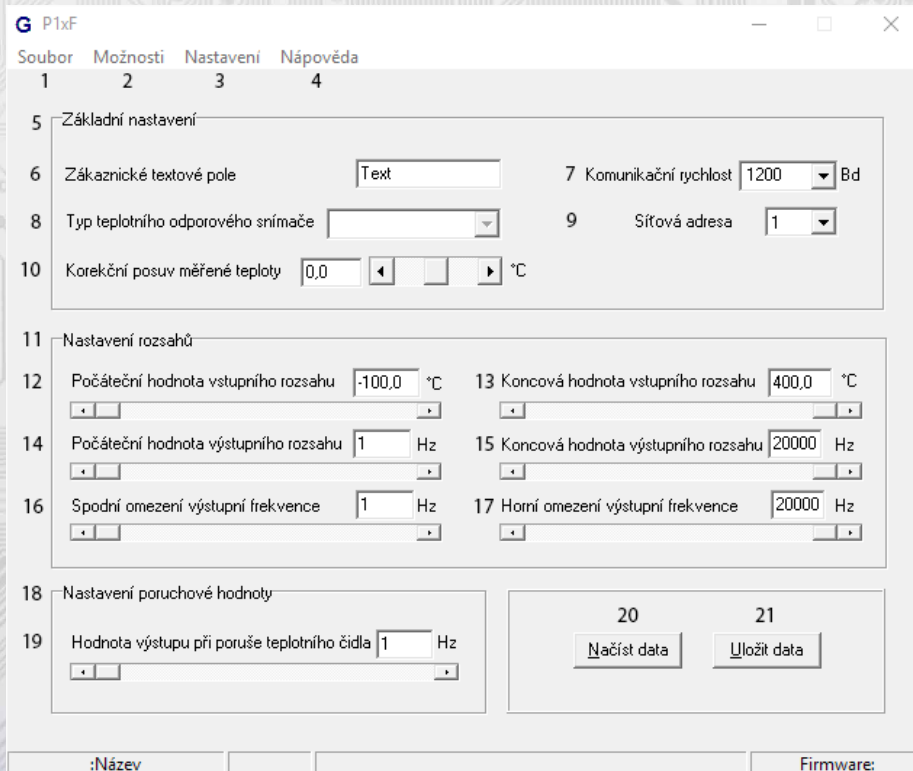 G P1xF
Soubor Možnosti Nastavení Nápověda
1 2 3 4
5 Základní nastavení
6 Zákaznické textové pole Text 7 Komunikační rychlost 1200 Bd
8 Typ teplotního odporového snímače 9 Síťová adresa 1
10 Korekční posuv měřené teploty 0,0 °C
11 Nastavení rozsahů
12 Počáteční hodnota vstupního rozsahu -100,0 °C 13 Koncová hodnota vstupního rozsahu 400,0 °C
14 Počáteční hodnota výstupního rozsahu 1 Hz 15 Koncová hodnota výstupního rozsahu 20000 Hz
16 Spodní omezení výstupní frekvence 1 Hz 17 Horní omezení výstupní frekvence 20000 Hz
18 Nastavení poruchové hodnoty
19 Hodnota výstupu při poruše teplotního čidla 1 Hz
20 21
Načíst data Uložit data
:Název Firmware: